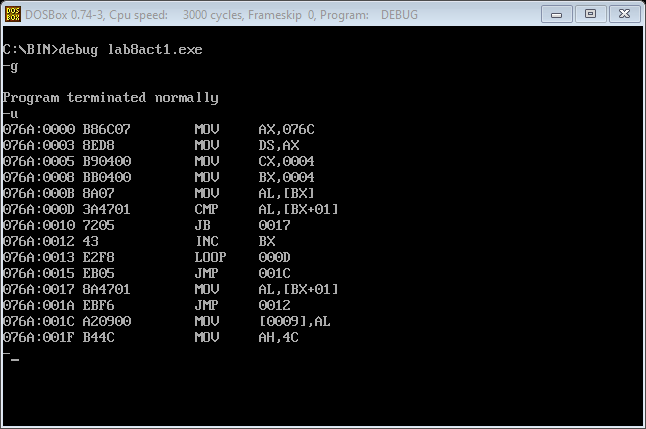 DOSBox 0.74-3, Cpu speed: 3000 cycles, Frameskip 0, Program: DEBUG
DOS BOX
C:\BIN>debug lab8act1.exe
-g
Program terminated normally
-u
076A:0000 B86C07 MOV AX,076C
076A:0003 8ED8 MOV DS,AX
076A:0005 B90400 MOV CX,0004
076A:0008 BB0400 MOV BX,0004
076A:000B 8A07 MOV AL,[BX]
076A:000D 3A4701 CMP AL,[BX+01]
076A:0010 7205 JB 0017
076A:0012 43 INC BX
076A:0013 E2F8 LOOP 000D
076A:0015 EB05 JMP 001C
076A:0017 8A4701 MOV AL,[BX+01]
076A:001A EBF6 JMP 0012
076A:001C A20900 MOV [0009],AL
076A:001F B44C MOV AH,4C
-_